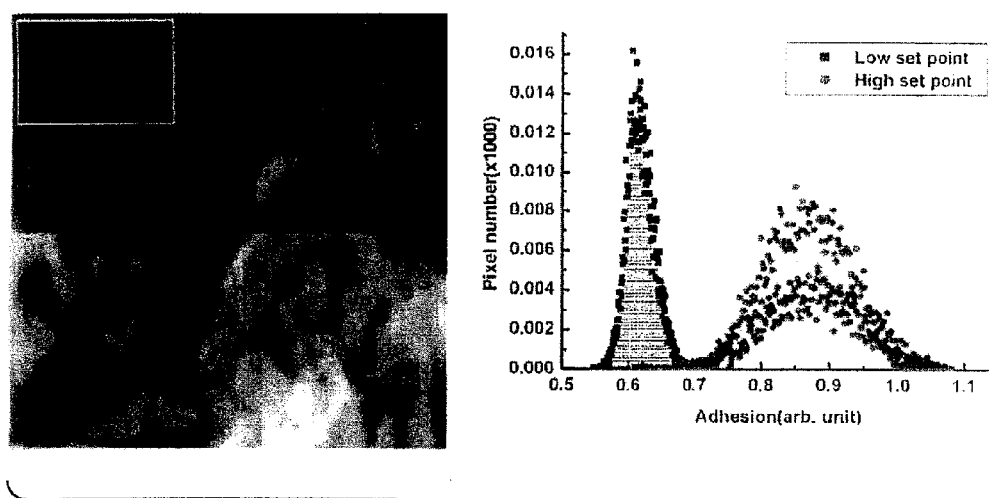 0.016
0.014
0.012
0.010
0.008
0.006
0.004
0.002
0.000
Pixel number(x1000)
Low set point
High set point
0.5 0.6 0.7 0.8 0.9 1.0 1.1
Adhesion(arb. unit)